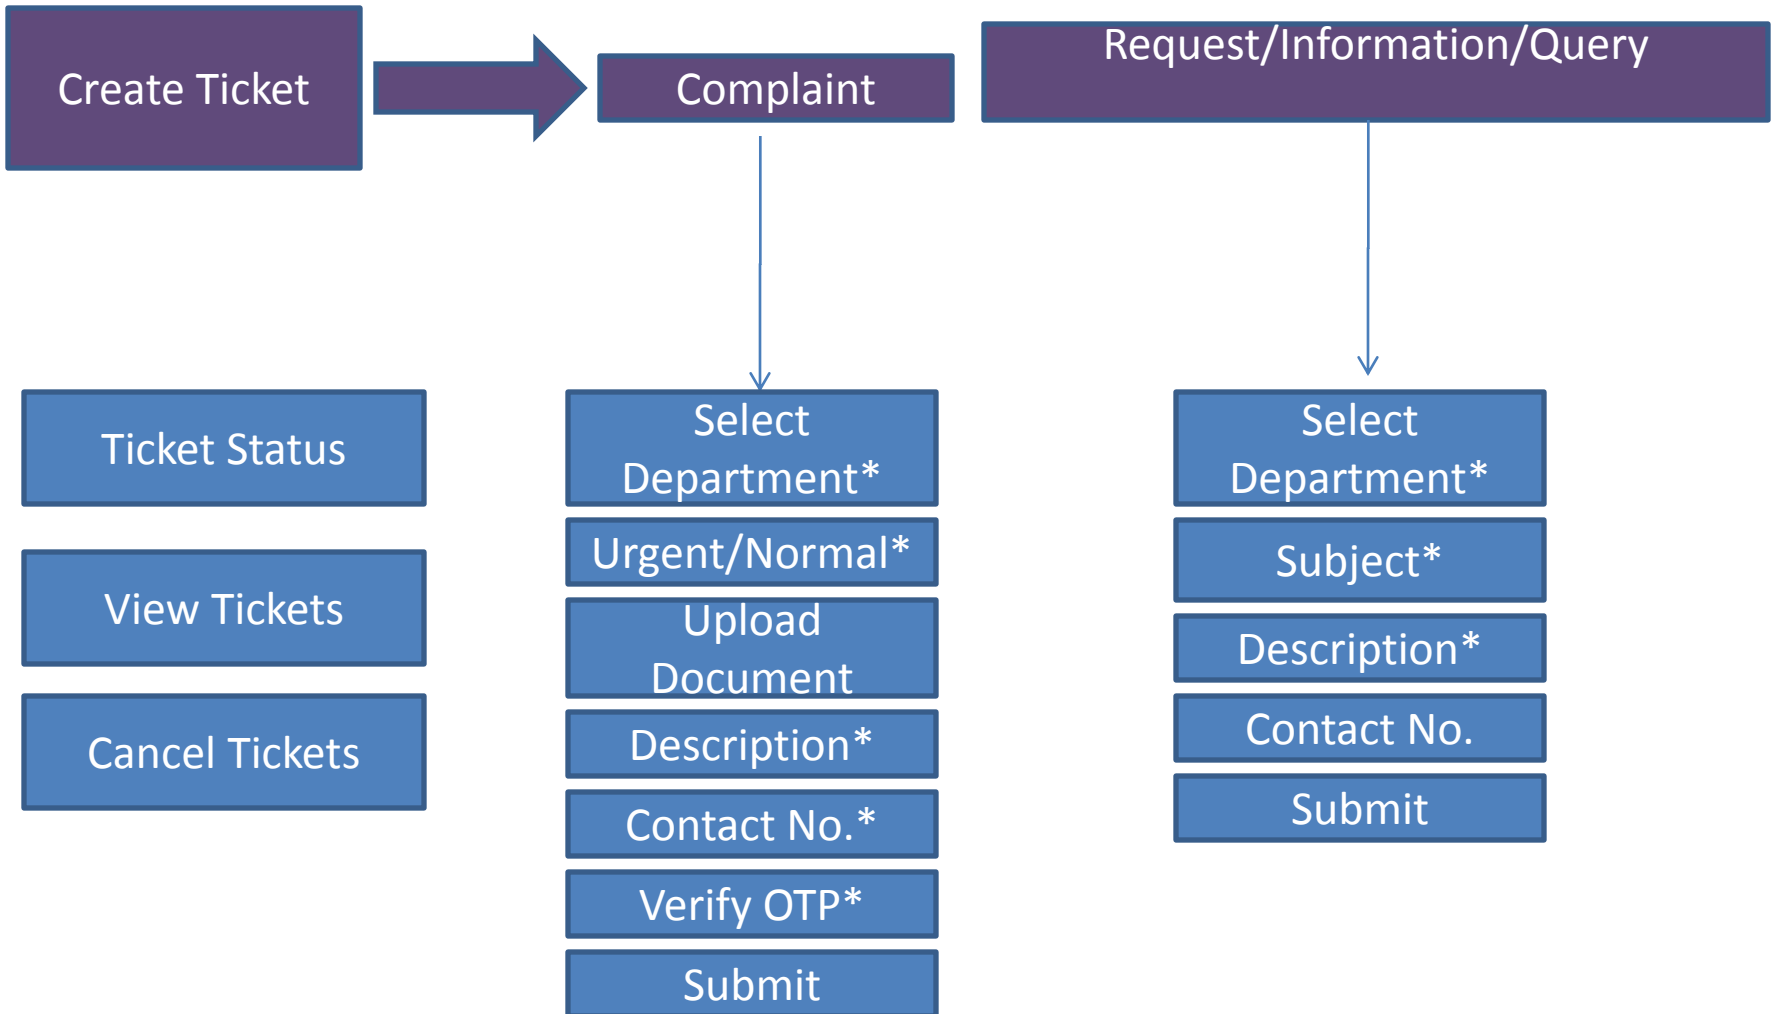 Create Ticket
Complaint
Request/Information/Query
Ticket Status
View Tickets
Cancel Tickets
Select
Department*
Urgent/Normal*
Upload
Document
Description*
Contact No.*
Verify OTP*
Submit
Select
Department*
Subject*
Description*
Contact No.
Submit